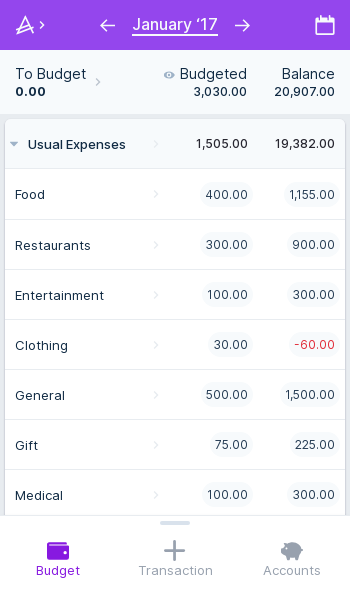 January ‘17
To Budget Budgeted Balance
0.00 3,030.00 20,907.00
Usual Expenses 1,505.00 19,382.00
Food 400.00 1,155.00
Restaurants 300.00 900.00
Entertainment 100.00 300.00
Clothing 30.00 -60.00
General 500.00 1,500.00
Gift 75.00 225.00
Medical 100.00 300.00
Budget Transaction Accounts